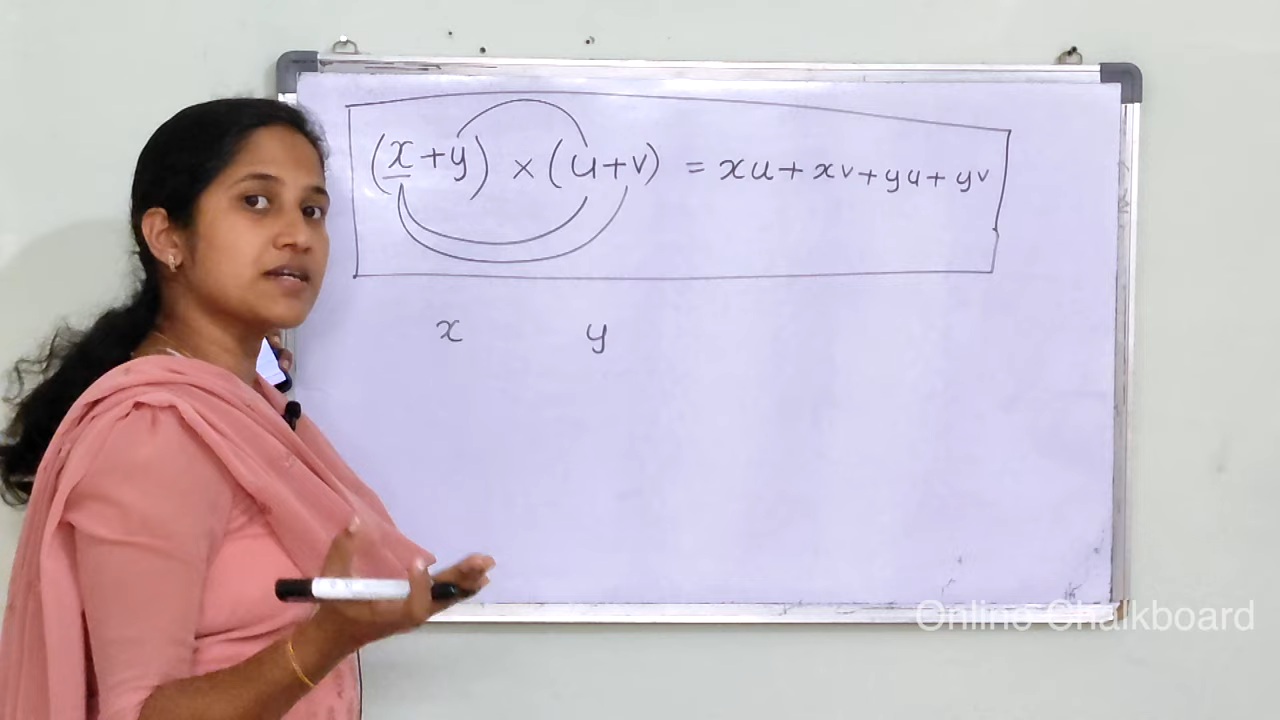 (x+y) × (u+v) = xu+xv+yu+yv
x y
Online Chalkboard